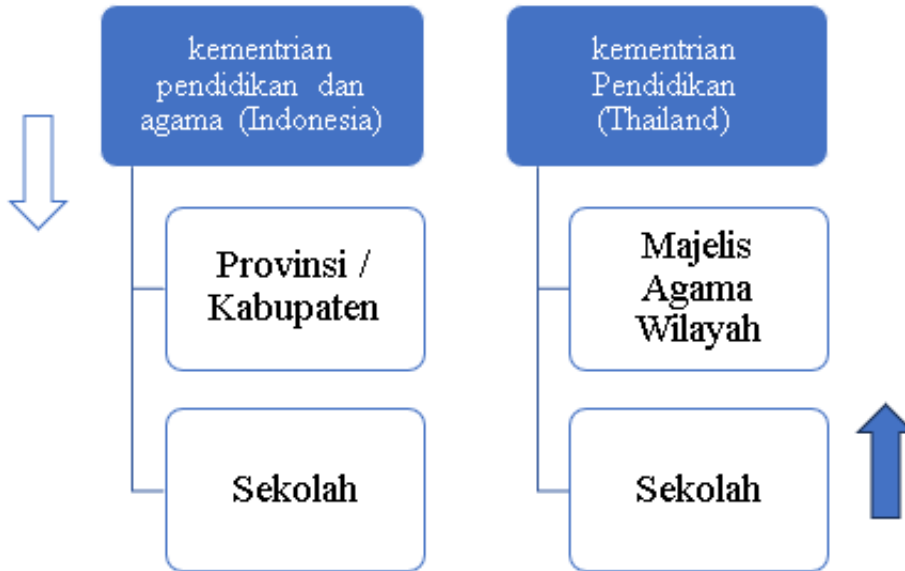 kementrian
pendidikan dan
agama (Indonesia)
Provinsi /
Kabupaten
Sekolah
kementrian
Pendidikan
(Thailand)
Majelis
Agama
Wilayah
Sekolah